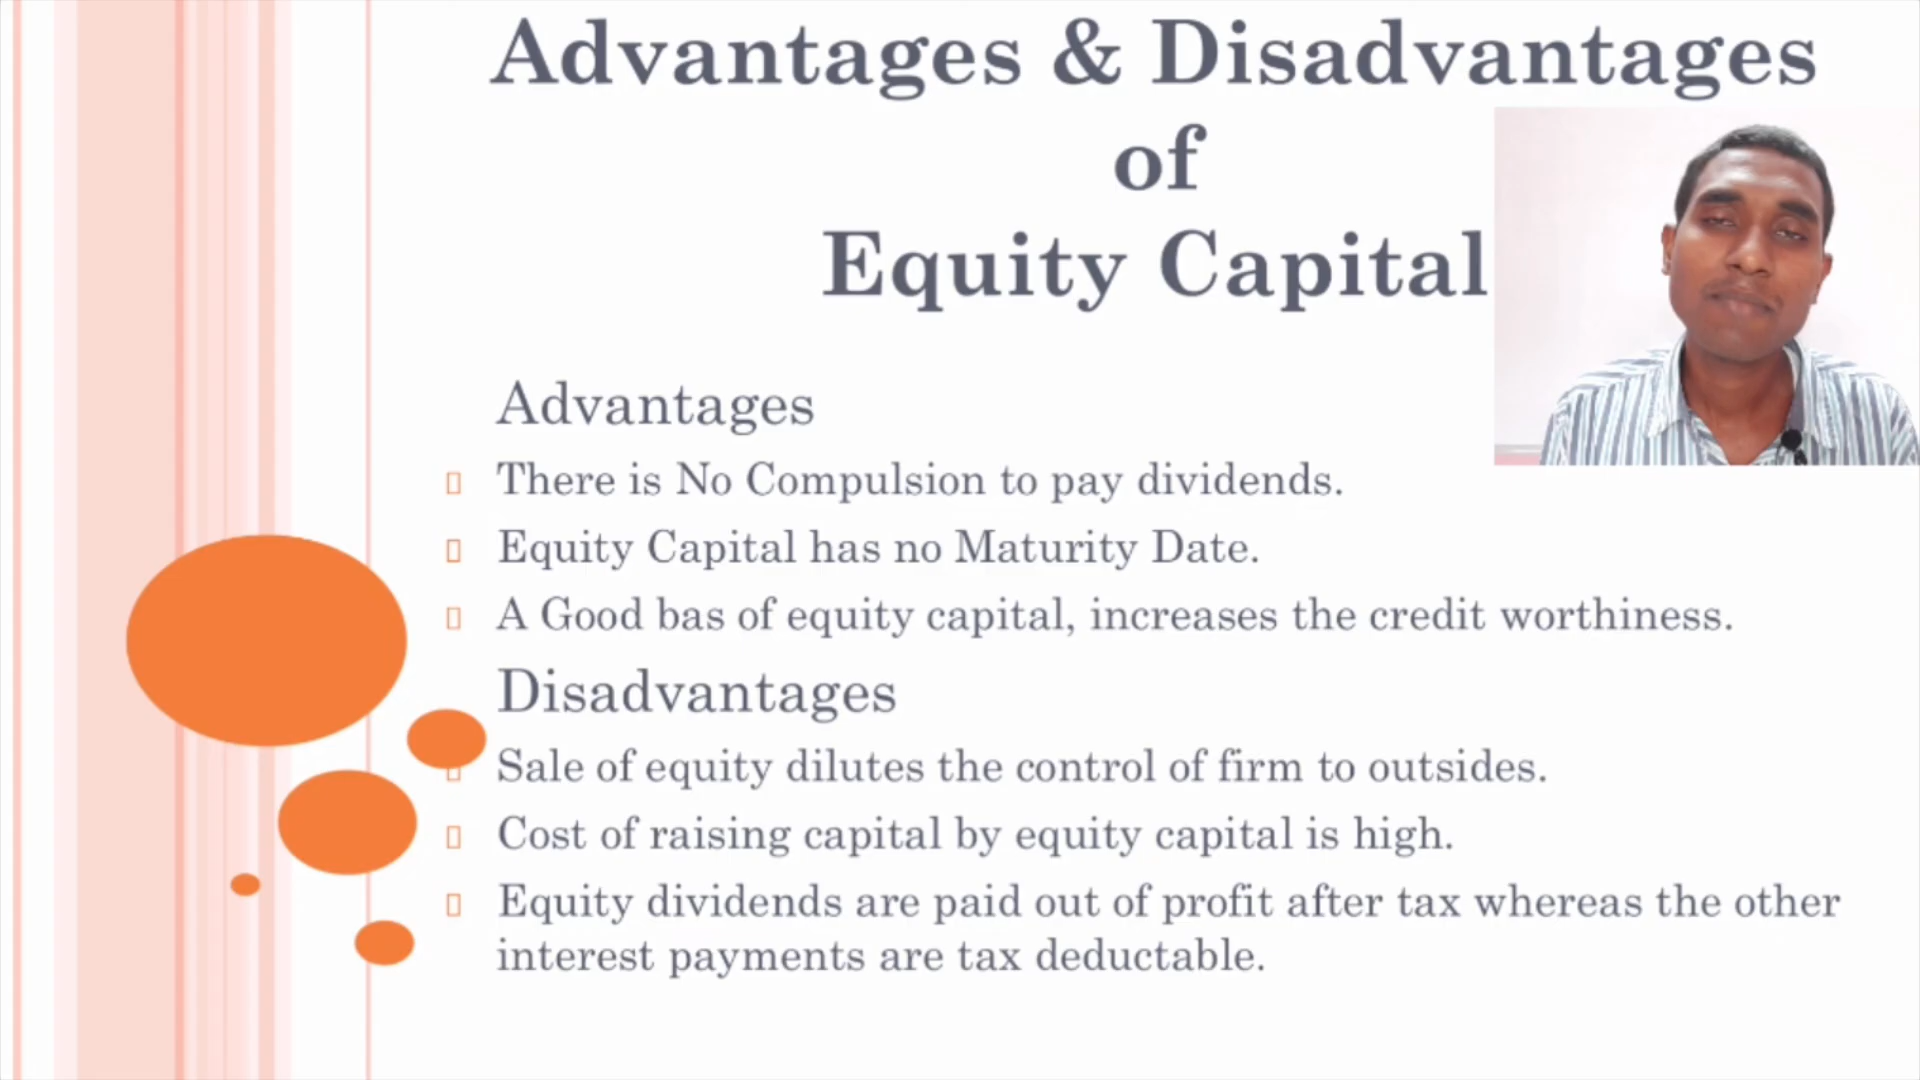 Advantages & Disadvantages
of
Equity Capital
Advantages
There is No Compulsion to pay dividends.
Equity Capital has no Maturity Date.
A Good bas of equity capital, increases the credit worthiness.
Disadvantages
Sale of equity dilutes the control of firm to outsides.
Cost of raising capital by equity capital is high.
Equity dividends are paid out of profit after tax whereas the other
interest payments are tax deductable.